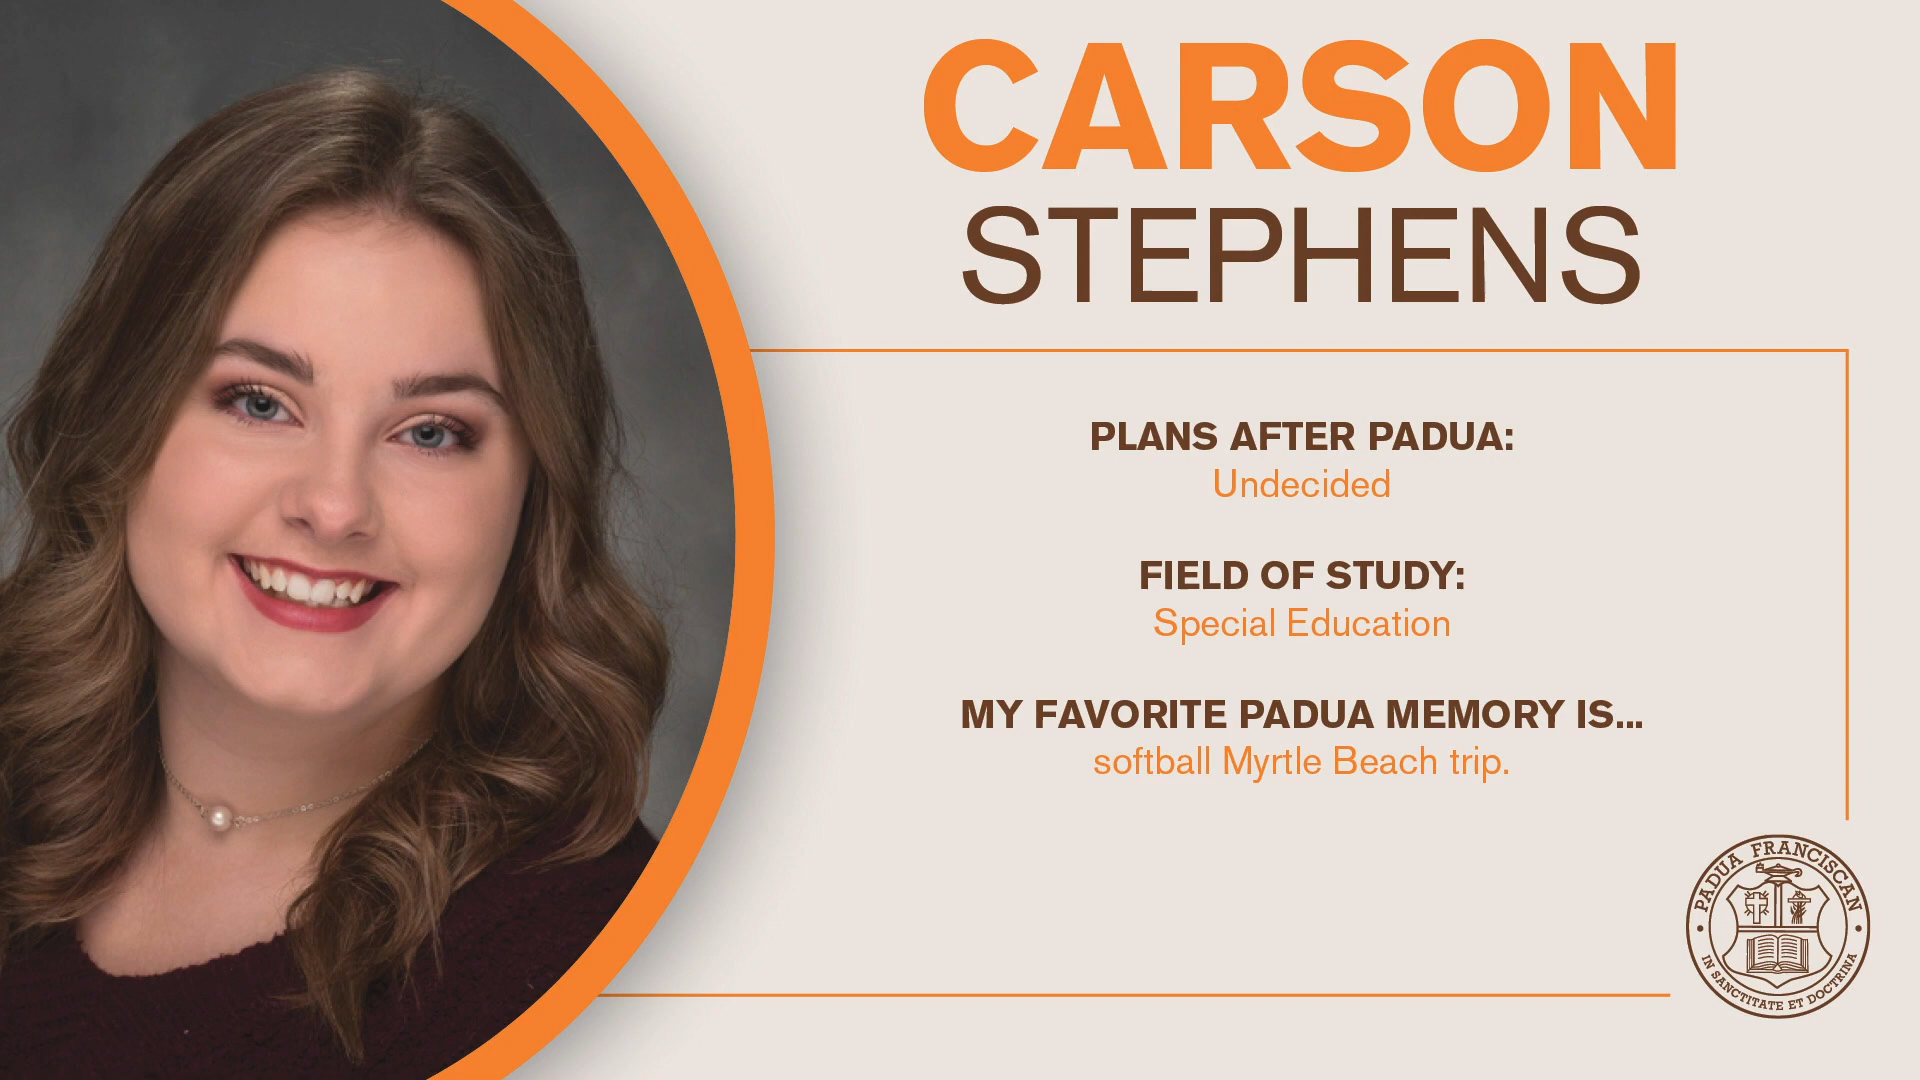 CARSON
STEPHENS
PLANS AFTER PADUA:
Undecided
FIELD OF STUDY:
Special Education
MY FAVORITE PADUA MEMORY IS...
softball Myrtle Beach trip.
PADUA FRANCISCAN
IN SANCTITATE ET DOCTRINA